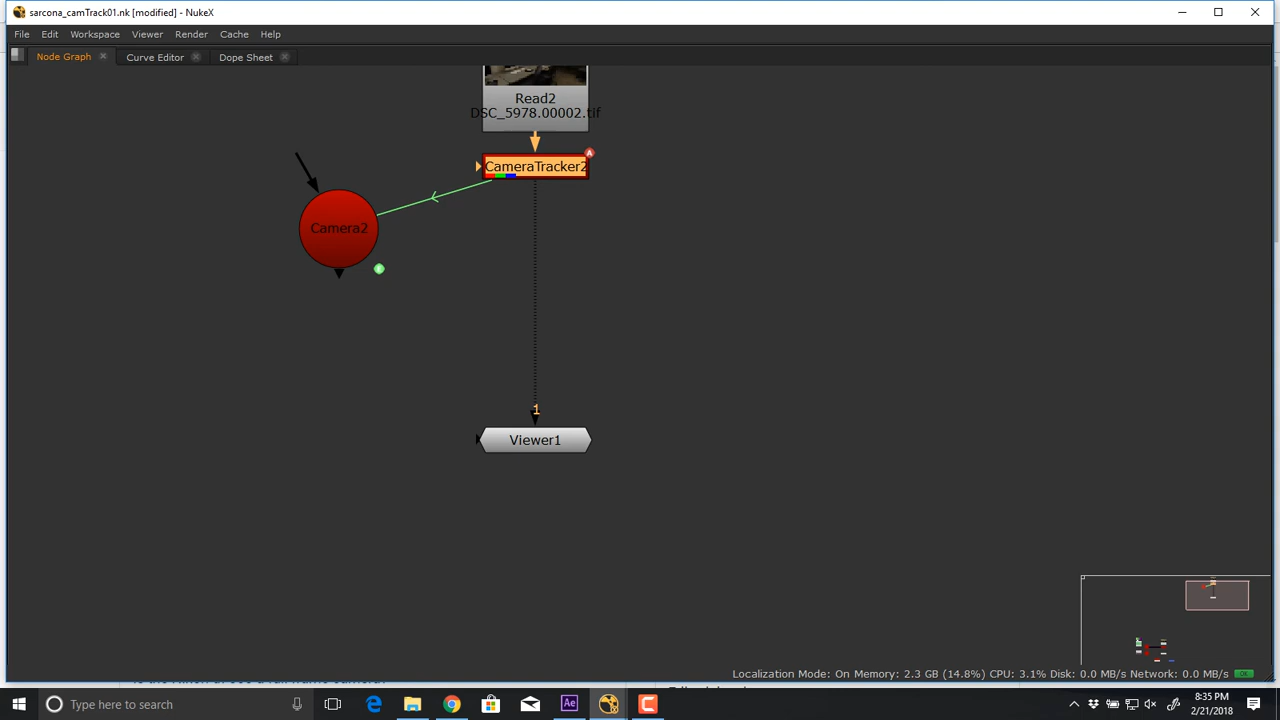 sarcona_camTrack01.nk [modified] - NukeX
File Edit Workspace Viewer Render Cache Help
Node Graph Curve Editor Dope Sheet
Read2
DSC_5978.00002.tif
CameraTracker2
A
Camera2
1
Viewer1
Localization Mode: On Memory: 2.3 GB (14.8%) CPU: 3.1% Disk: 0.0 MB/s Network: 0.0 MB/s
Type here to search
Ae
8:35 PM
2/21/2018